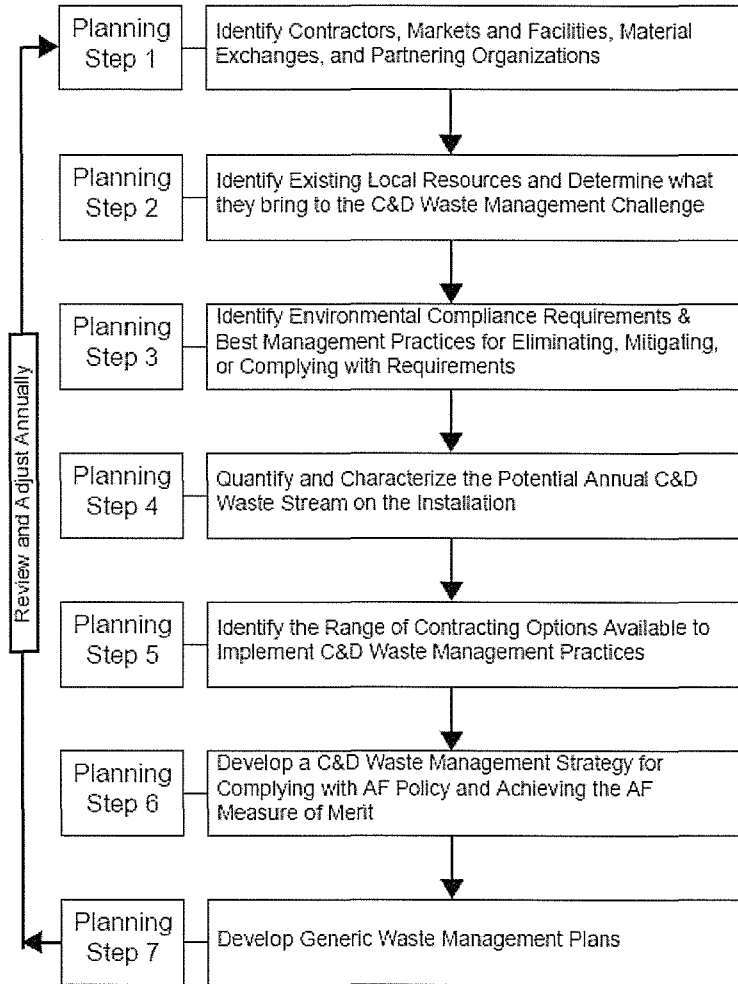 Planning
Step 1
Identify Contractors, Markets and Facilities, Material
Exchanges, and Partnering Organizations
Planning
Step 2
Identify Existing Local Resources and Determine what
they bring to the C&D Waste Management Challenge
Planning
Step 3
Identify Environmental Compliance Requirements &
Best Management Practices for Eliminating, Mitigating,
or Complying with Requirements
Planning
Step 4
Quantify and Characterize the Potential Annual C&D
Waste Stream on the Installation
Planning
Step 5
Identify the Range of Contracting Options Available to
Implement C&D Waste Management Practices
Planning
Step 6
Develop a C&D Waste Management Strategy for
Complying with AF Policy and Achieving the AF
Measure of Merit
Planning
Step 7
Develop Generic Waste Management Plans
Review and Adjust Annually